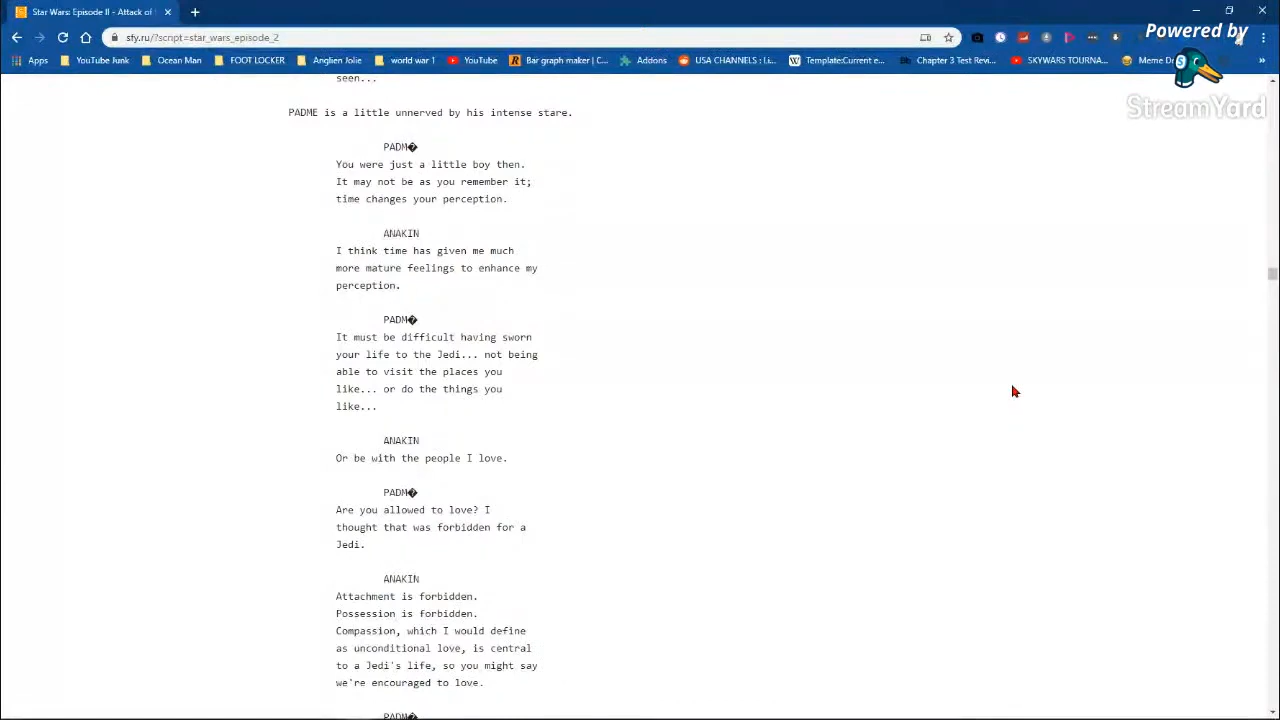 Star Wars: Episode II - Attack of
sfy.ru/?script=star_wars_episode_2
Apps YouTube Junk Ocean Man FOOT LOCKER Anglien Jolie world war 1 YouTube Bar graph maker | C... Addons USA CHANNELS : Li... Template:Current e... Chapter 3 Test Revi... SKYWARS TOURNA... Meme De »
Powered by
StreamYard
seen...
PADME is a little unnerved by his intense stare.
PADM�
You were just a little boy then.
It may not be as you remember it;
time changes your perception.
ANAKIN
I think time has given me much
more mature feelings to enhance my
perception.
PADM�
It must be difficult having sworn
your life to the Jedi... not being
able to visit the places you
like... or do the things you
like...
ANAKIN
Or be with the people I love.
PADM�
Are you allowed to love? I
thought that was forbidden for a
Jedi.
ANAKIN
Attachment is forbidden.
Possession is forbidden.
Compassion, which I would define
as unconditional love, is central
to a Jedi's life, so you might say
we're encouraged to love.
PADM�